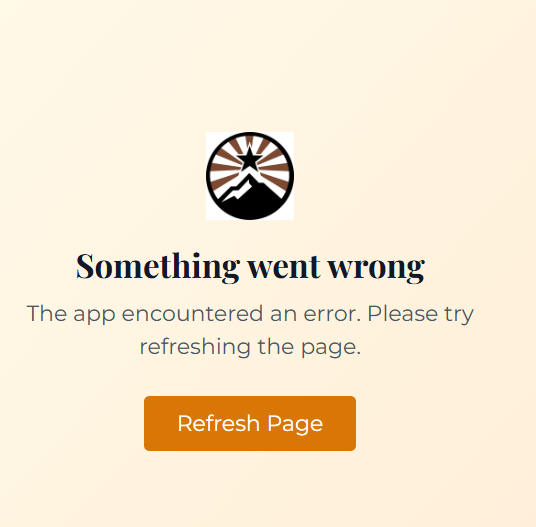 Something went wrong
The app encountered an error. Please try
refreshing the page.
Refresh Page